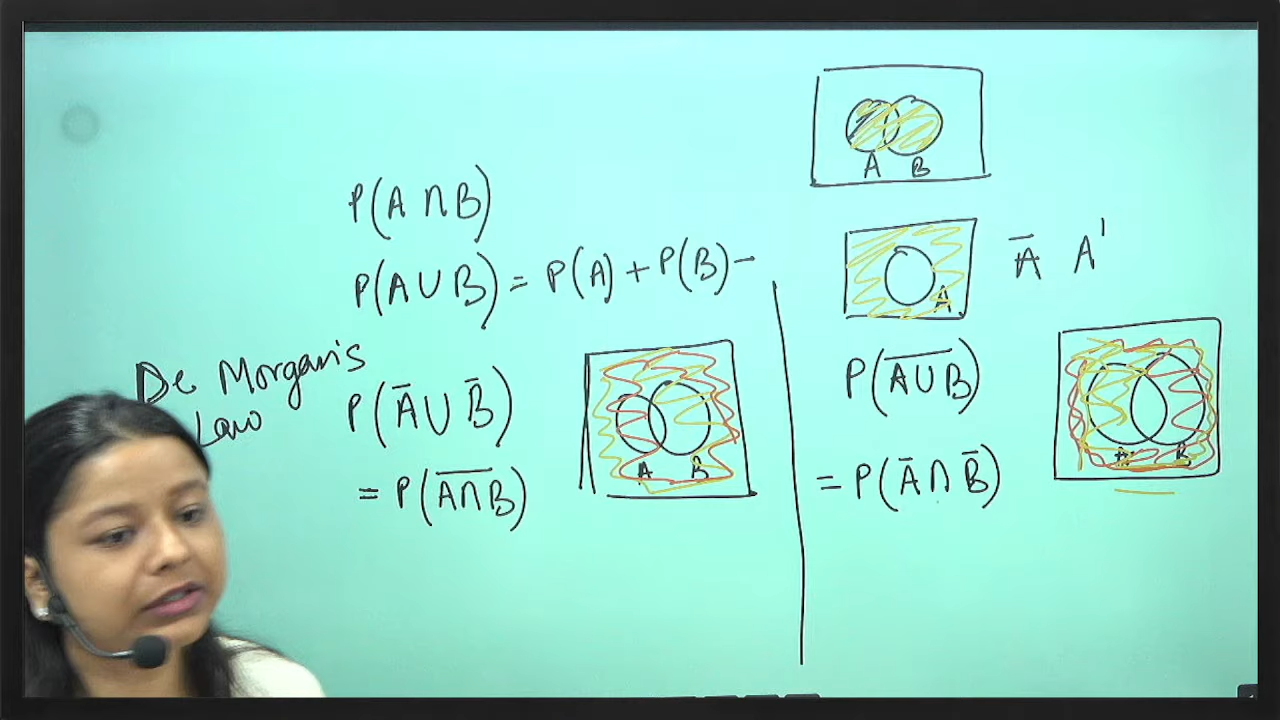 A B
P(A ∩ B)
P(A ∪ B) = P(A) + P(B) -
A
A̅ A'
De Morgan's
Law
P(A̅ ∪ B̅)
= P(A̅ ̅∩̅ ̅B̅)
A B
P(A̅ ̅∪̅ ̅B̅)
= P(A̅ ∩ B̅)
A B